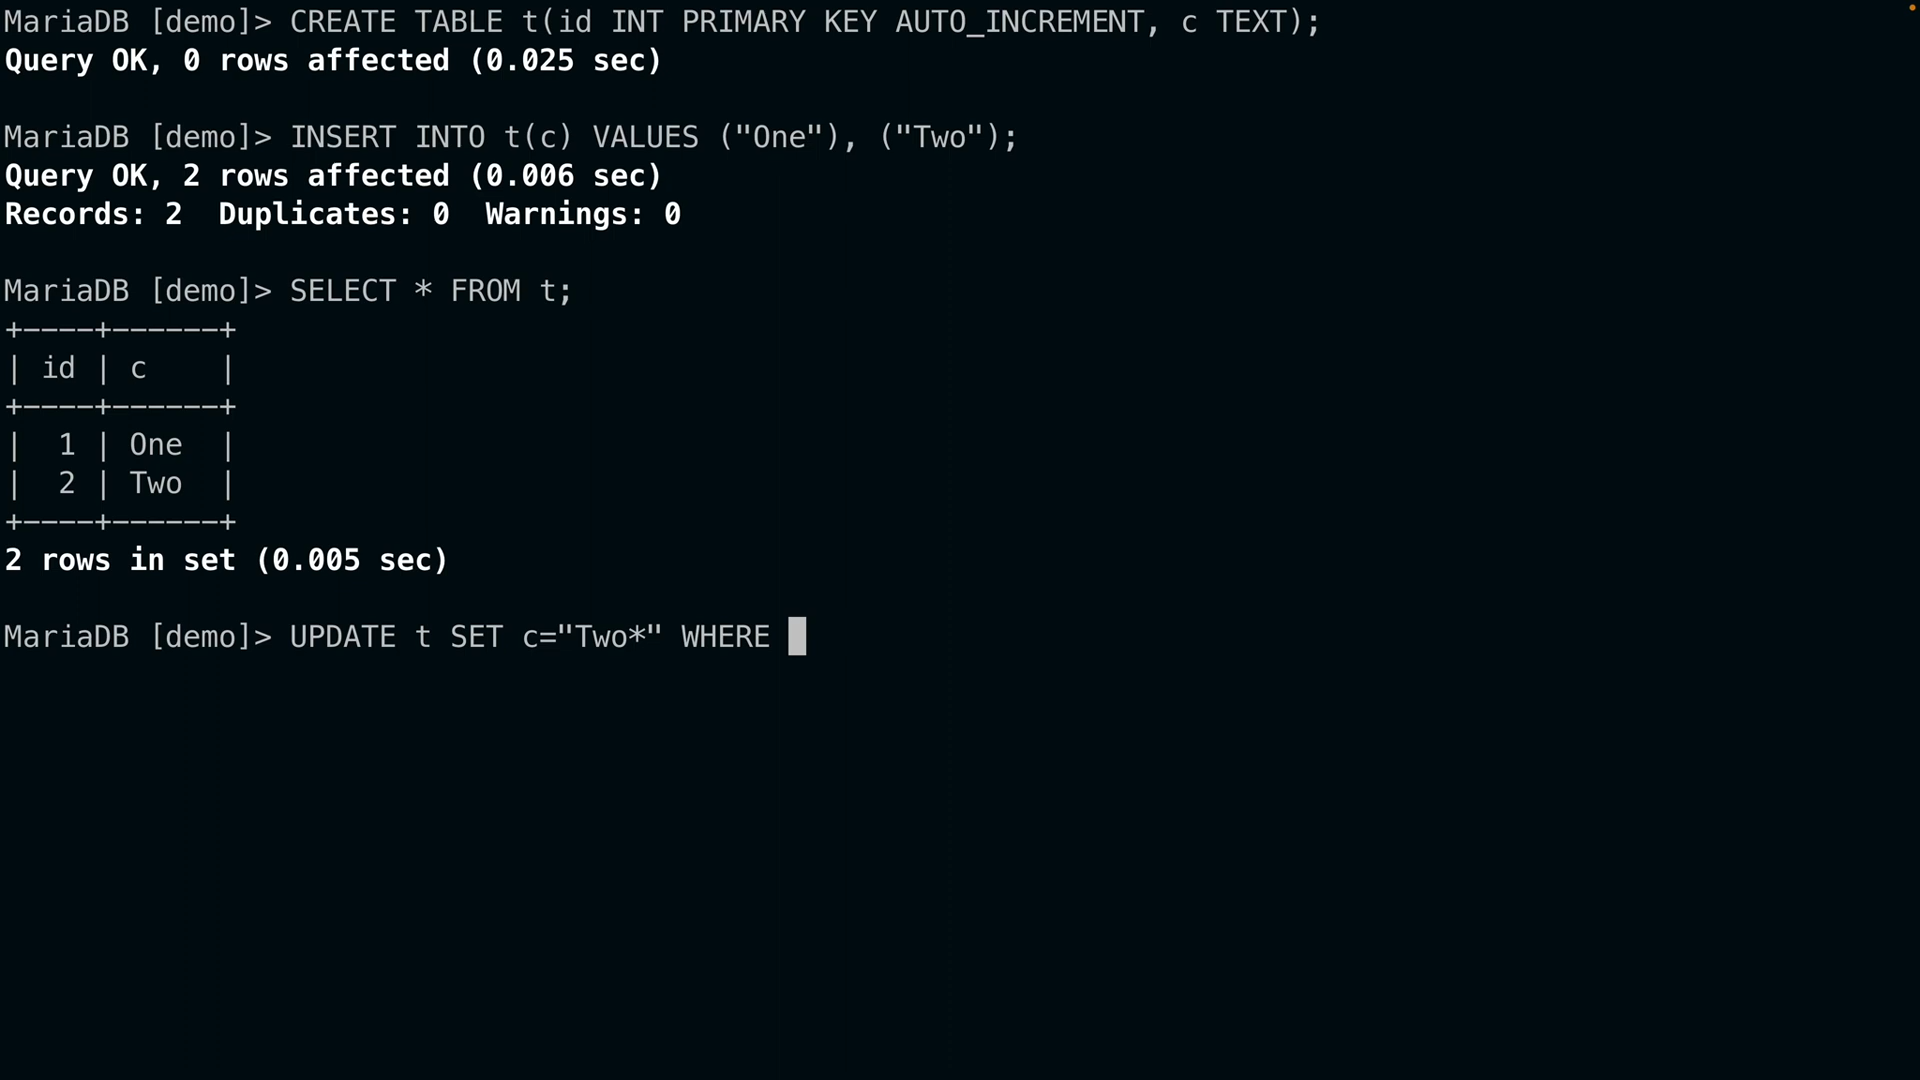 MariaDB [demo]> CREATE TABLE t(id INT PRIMARY KEY AUTO_INCREMENT, c TEXT);
Query OK, 0 rows affected (0.025 sec)
MariaDB [demo]> INSERT INTO t(c) VALUES ("One"), ("Two");
Query OK, 2 rows affected (0.006 sec)
Records: 2  Duplicates: 0  Warnings: 0
MariaDB [demo]> SELECT * FROM t;
+----+------+
| id | c    |
+----+------+
|  1 | One  |
|  2 | Two  |
+----+------+
2 rows in set (0.005 sec)
MariaDB [demo]> UPDATE t SET c="Two*" WHERE